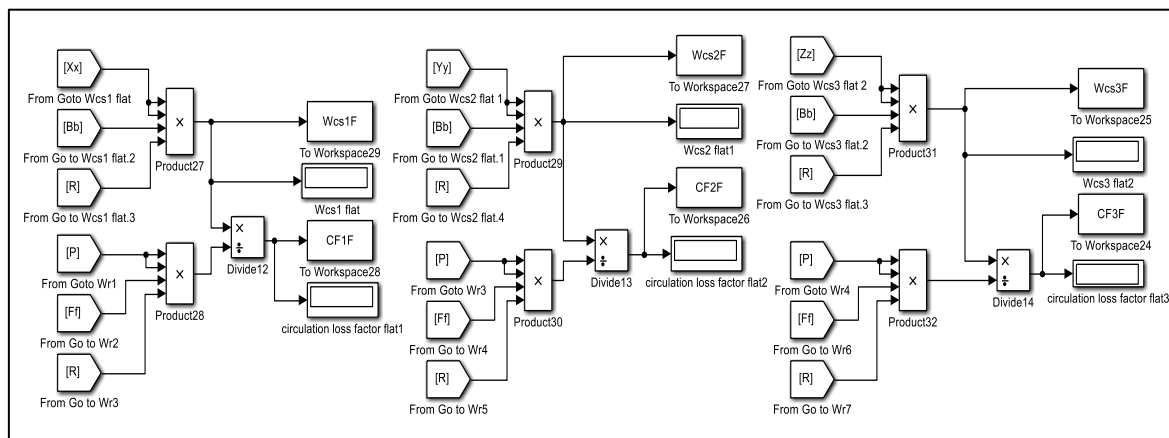 [Xx]
From Goto Wcs1 flat
[Bb]
From Go to Wcs1 flat.2
[R]
From Go to Wcs1 flat.3
×
Product27
Wcs1F
To Workspace29
Wcs1 flat
[P]
From Goto Wr1
[Ff]
From Go to Wr2
[R]
From Go to Wr3
×
Product28
×
÷
Divide12
CF1F
To Workspace28
circulation loss factor flat1
[Yy]
From Goto Wcs2 flat 1
[Bb]
From Go to Wcs2 flat.1
[R]
From Go to Wcs2 flat.4
×
Product29
Wcs2F
To Workspace27
Wcs2 flat1
CF2F
To Workspace26
[P]
From Goto Wr3
[Ff]
From Go to Wr4
[R]
From Go to Wr5
×
Product30
×
÷
Divide13
circulation loss factor flat2
[Zz]
From Goto Wcs3 flat 2
[Bb]
From Go to Wcs3 flat.2
[R]
From Go to Wcs3 flat.3
×
Product31
Wcs3F
To Workspace25
Wcs3 flat2
CF3F
To Workspace24
[P]
From Goto Wr4
[Ff]
From Go to Wr6
[R]
From Go to Wr7
×
Product32
×
÷
Divide14
circulation loss factor flat3